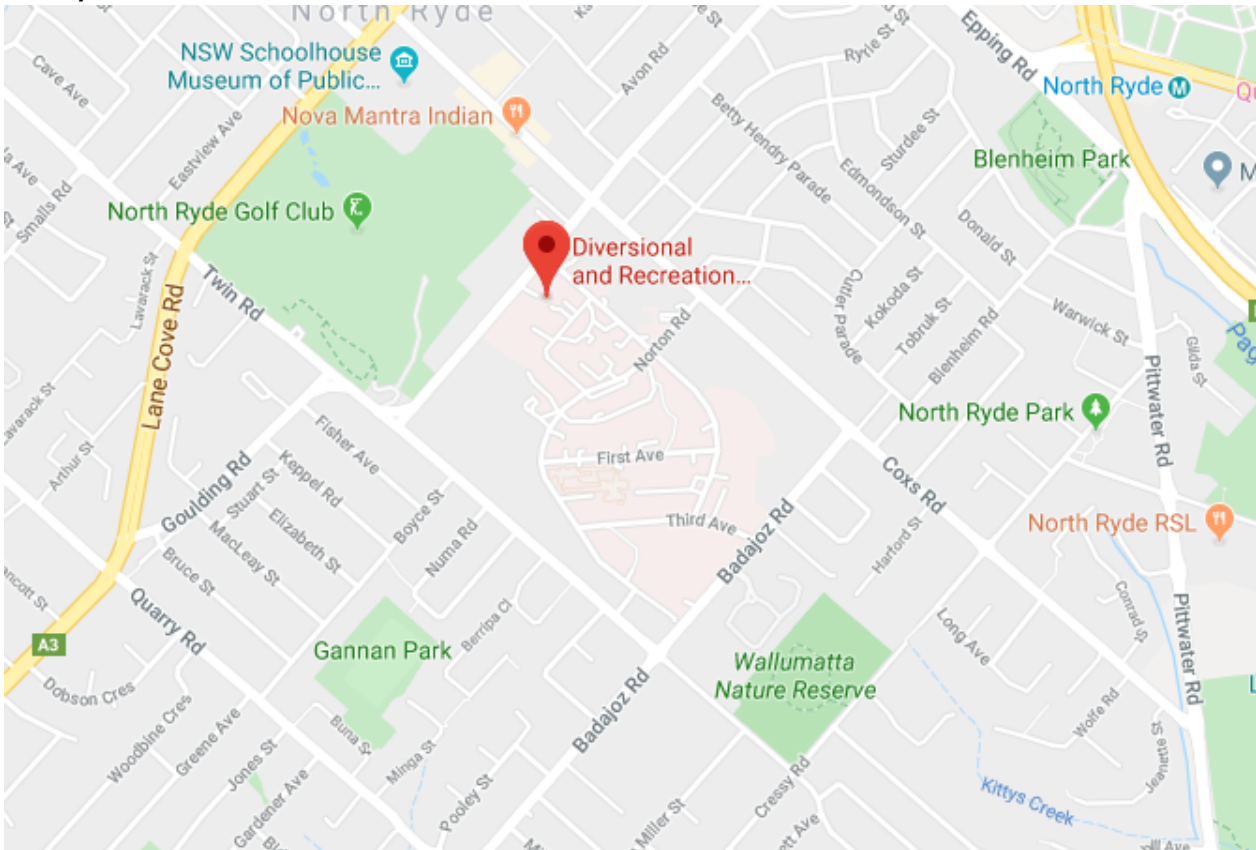 North Ryde
NSW Schoolhouse
Museum of Public...
Nova Mantra Indian
North Ryde Golf Club
Diversional
and Recreation...
Cave Ave
Eastview Ave
Smalls Rd
Lavarack St
Twin Rd
Lane Cove Rd
Avon Rd
Ryrie St
Epping Rd
North Ryde
M
Blenheim Park
Betty Hendry Parade
Sturdee St
Edmondson St
Donald St
Cutler Parade
Kokoda St
Tobruk St
Blenheim Rd
Warwick St
Gilda St
Pittwater Rd
North Ryde Park
North Ryde RSL
Norton Rd
First Ave
Third Ave
Coxs Rd
Badajoz Rd
Harford St
Long Ave
Conrad St
Pittwater Rd
Wolfe Rd
Jeanette St
Kittys Creek
Wallumatta
Nature Reserve
Cressy Rd
Badajoz Rd
Pooley St
Minga St
Buna St
Gannan Park
Berripa Cl
Numa Rd
Boyce St
Fisher Ave
Keppel Rd
Stuart St
Elizabeth St
MacLeay St
Bruce St
Goulding Rd
Arthur St
Quarry Rd
A3
Dobson Cres
Woodbine Cres
Greene Ave
Jones St
Gardener Ave